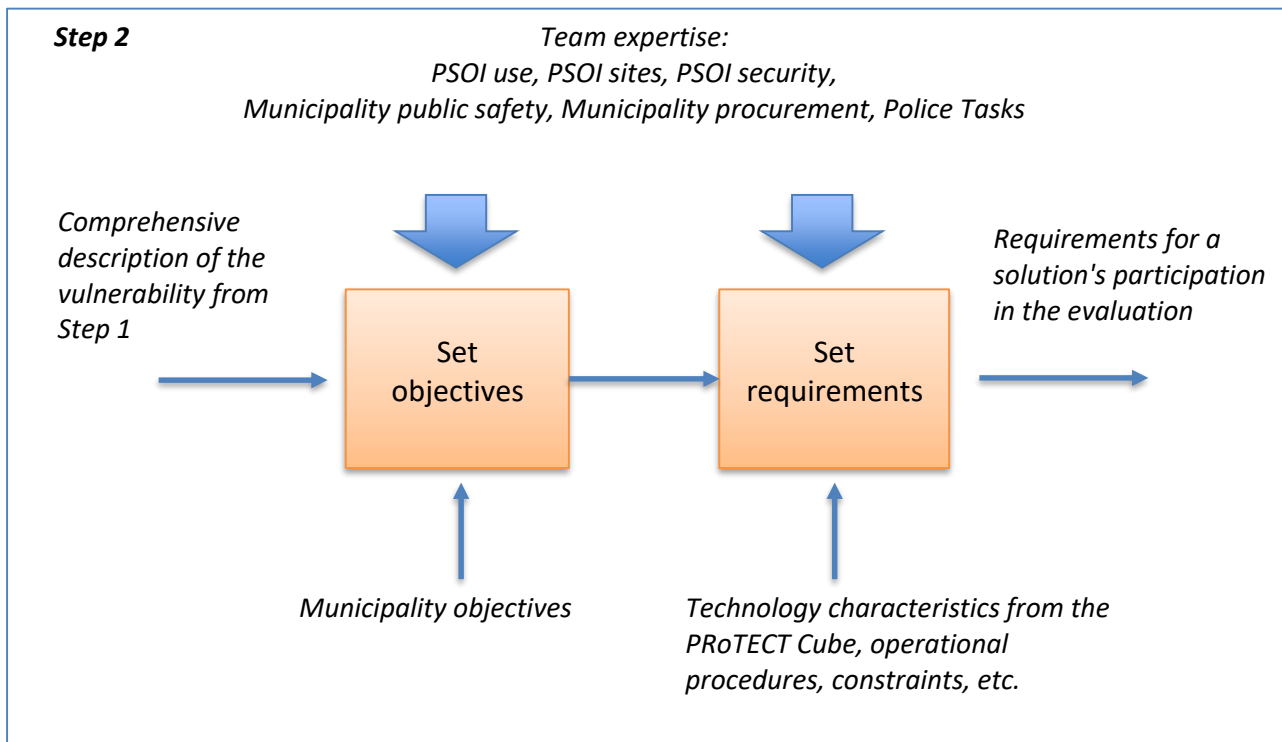 Step 2
Team expertise:
PSOI use, PSOI sites, PSOI security,
Municipality public safety, Municipality procurement, Police Tasks
Comprehensive
description of the
vulnerability from
Step 1
Set
objectives
Set
requirements
Requirements for a
solution's participation
in the evaluation
Municipality objectives
Technology characteristics from the
PRoTECT Cube, operational
procedures, constraints, etc.